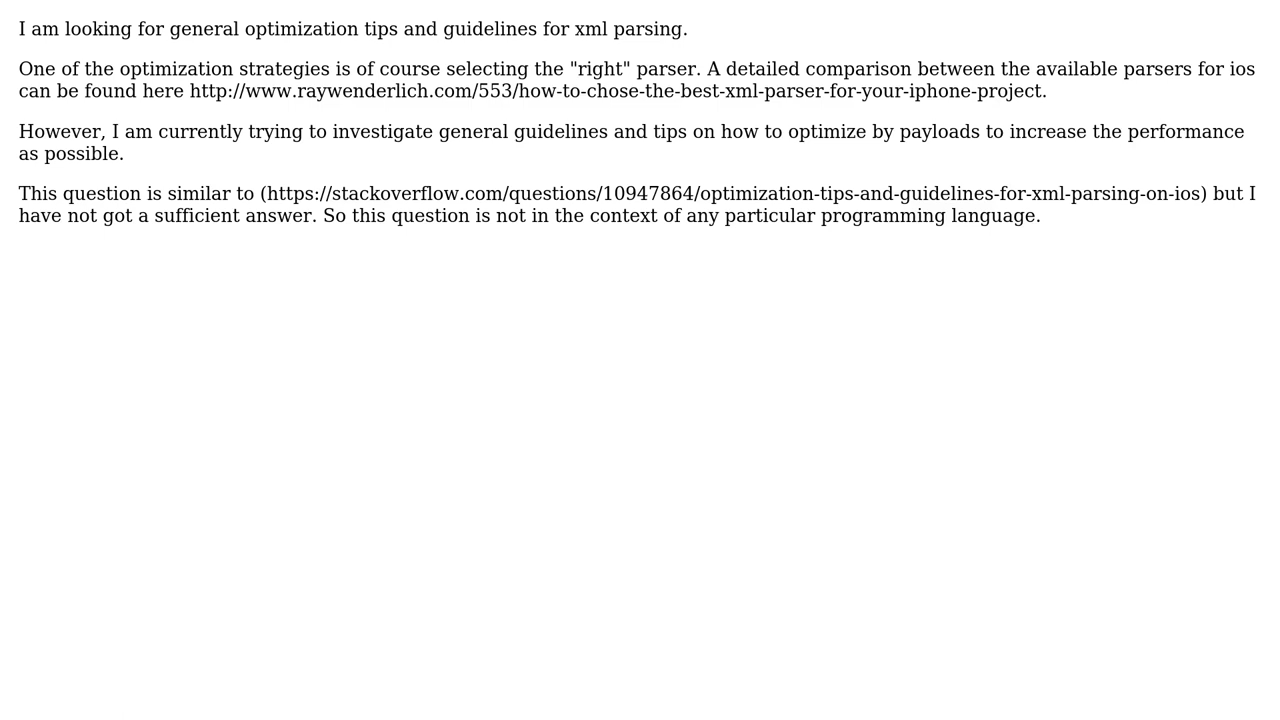 I am looking for general optimization tips and guidelines for xml parsing.
One of the optimization strategies is of course selecting the "right" parser. A detailed comparison between the available parsers for ios
can be found here http://www.raywenderlich.com/553/how-to-chose-the-best-xml-parser-for-your-iphone-project.
However, I am currently trying to investigate general guidelines and tips on how to optimize by payloads to increase the performance
as possible.
This question is similar to (https://stackoverflow.com/questions/10947864/optimization-tips-and-guidelines-for-xml-parsing-on-ios) but I
have not got a sufficient answer. So this question is not in the context of any particular programming language.